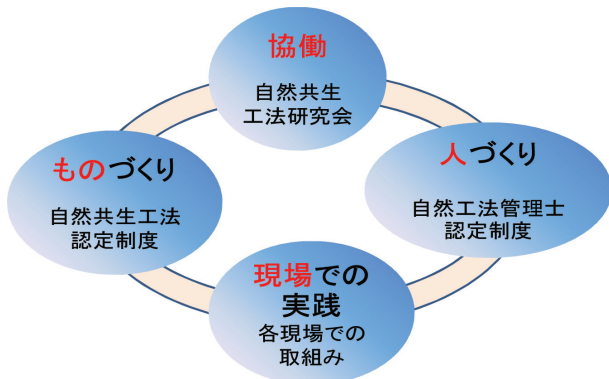 協働
自然共生
工法研究会
ものづくり
自然共生工法
認定制度
人づくり
自然工法管理士
認定制度
現場での
実践
各現場での
取組み